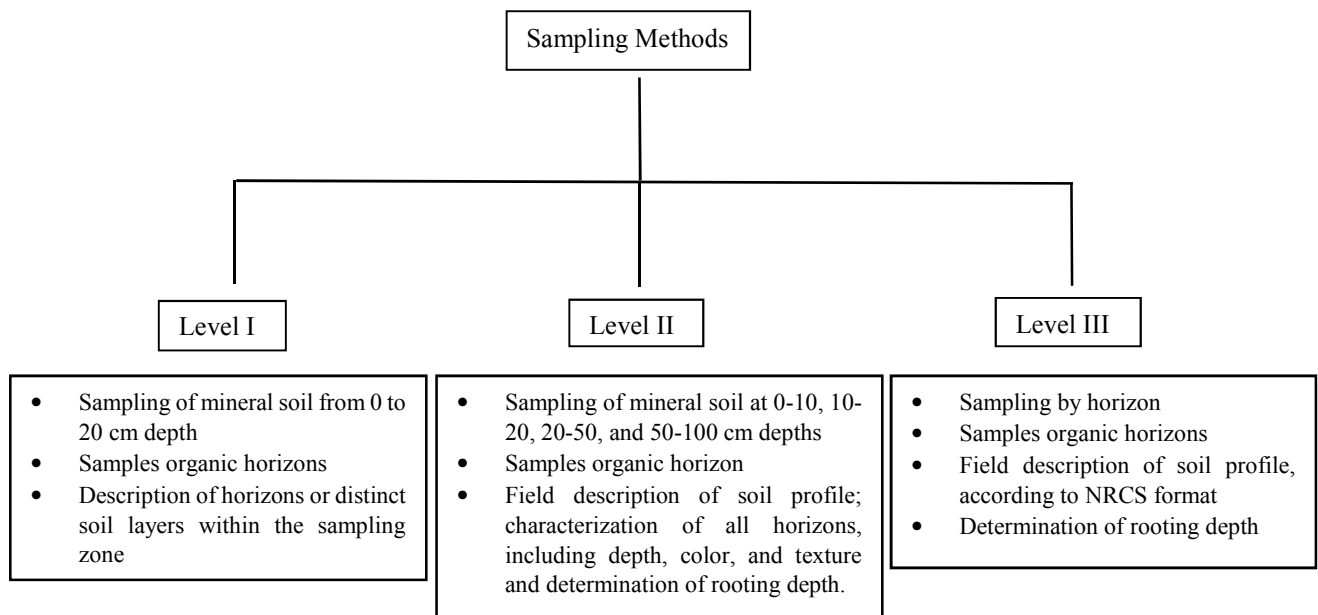 Sampling Methods
Level I
Level II
Level III
• Sampling of mineral soil from 0 to
20 cm depth
• Samples organic horizons
• Description of horizons or distinct
soil layers within the sampling
zone
• Sampling of mineral soil at 0-10, 10-
20, 20-50, and 50-100 cm depths
• Samples organic horizon
• Field description of soil profile;
characterization of all horizons,
including depth, color, and texture
and determination of rooting depth.
• Sampling by horizon
• Samples organic horizons
• Field description of soil profile,
according to NRCS format
• Determination of rooting depth